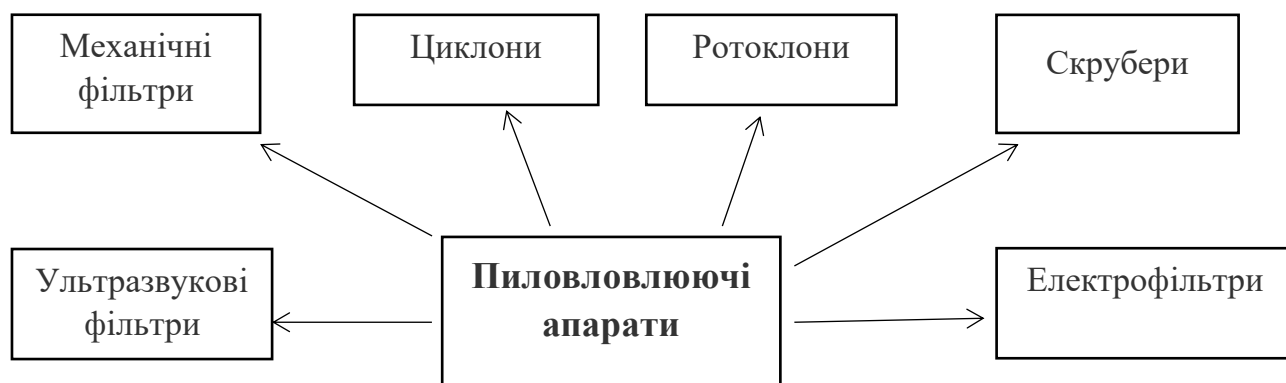 Механічні
фільтри
Циклони
Ротоклони
Скрубери
Ультразвукові
фільтри
Пиловловлюючі
апарати
Електрофільтри